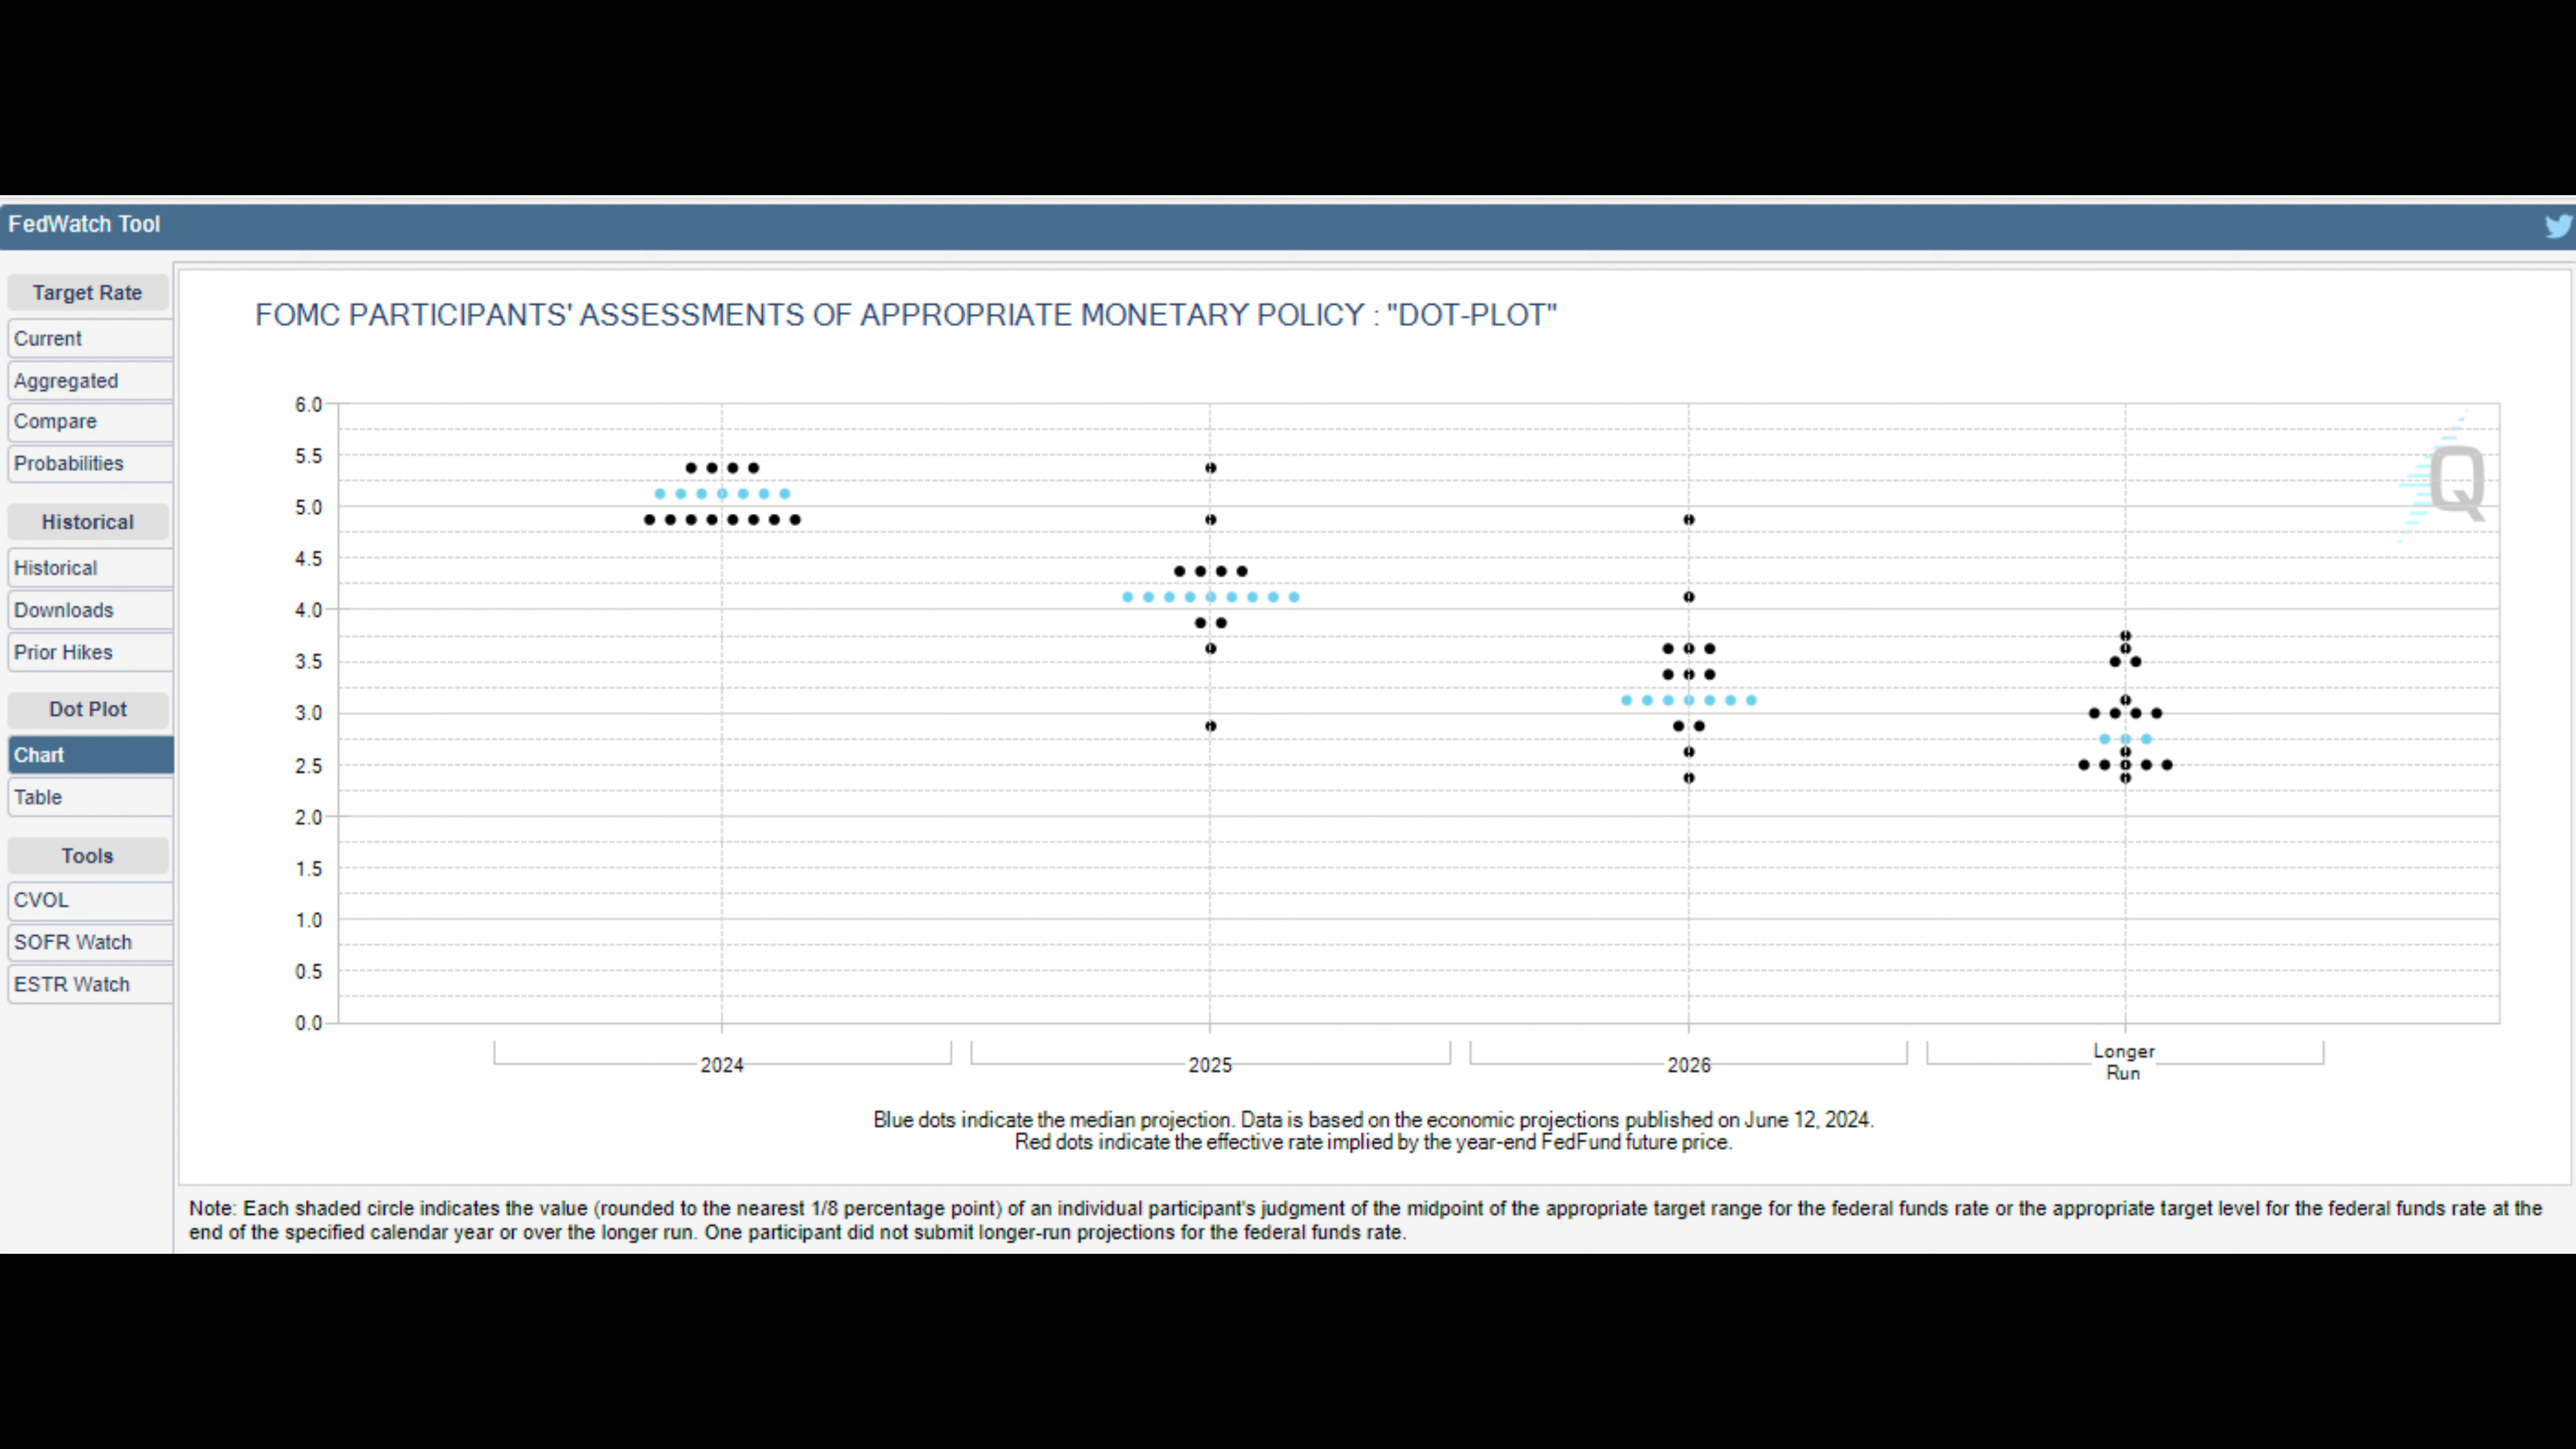 FedWatch Tool
Target Rate
Current
Aggregated
Compare
Probabilities
Historical
Historical
Downloads
Prior Hikes
Dot Plot
Chart
Table
Tools
CVOL
SOFR Watch
ESTR Watch
FOMC PARTICIPANTS' ASSESSMENTS OF APPROPRIATE MONETARY POLICY : "DOT-PLOT"
6.0
5.5
5.0
4.5
4.0
3.5
3.0
2.5
2.0
1.5
1.0
0.5
0.0
Q
2024
2025
2026
Longer
Run
Blue dots indicate the median projection. Data is based on the economic projections published on June 12, 2024.
Red dots indicate the effective rate implied by the year-end FedFund future price.
Note: Each shaded circle indicates the value (rounded to the nearest 1/8 percentage point) of an individual participant's judgment of the midpoint of the appropriate target range for the federal funds rate or the appropriate target level for the federal funds rate at the
end of the specified calendar year or over the longer run. One participant did not submit longer-run projections for the federal funds rate.